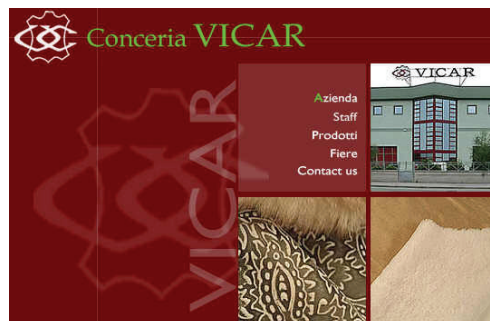 Conceria VICAR
VICAR
VICAR
Azienda
Staff
Prodotti
Fiere
Contact us